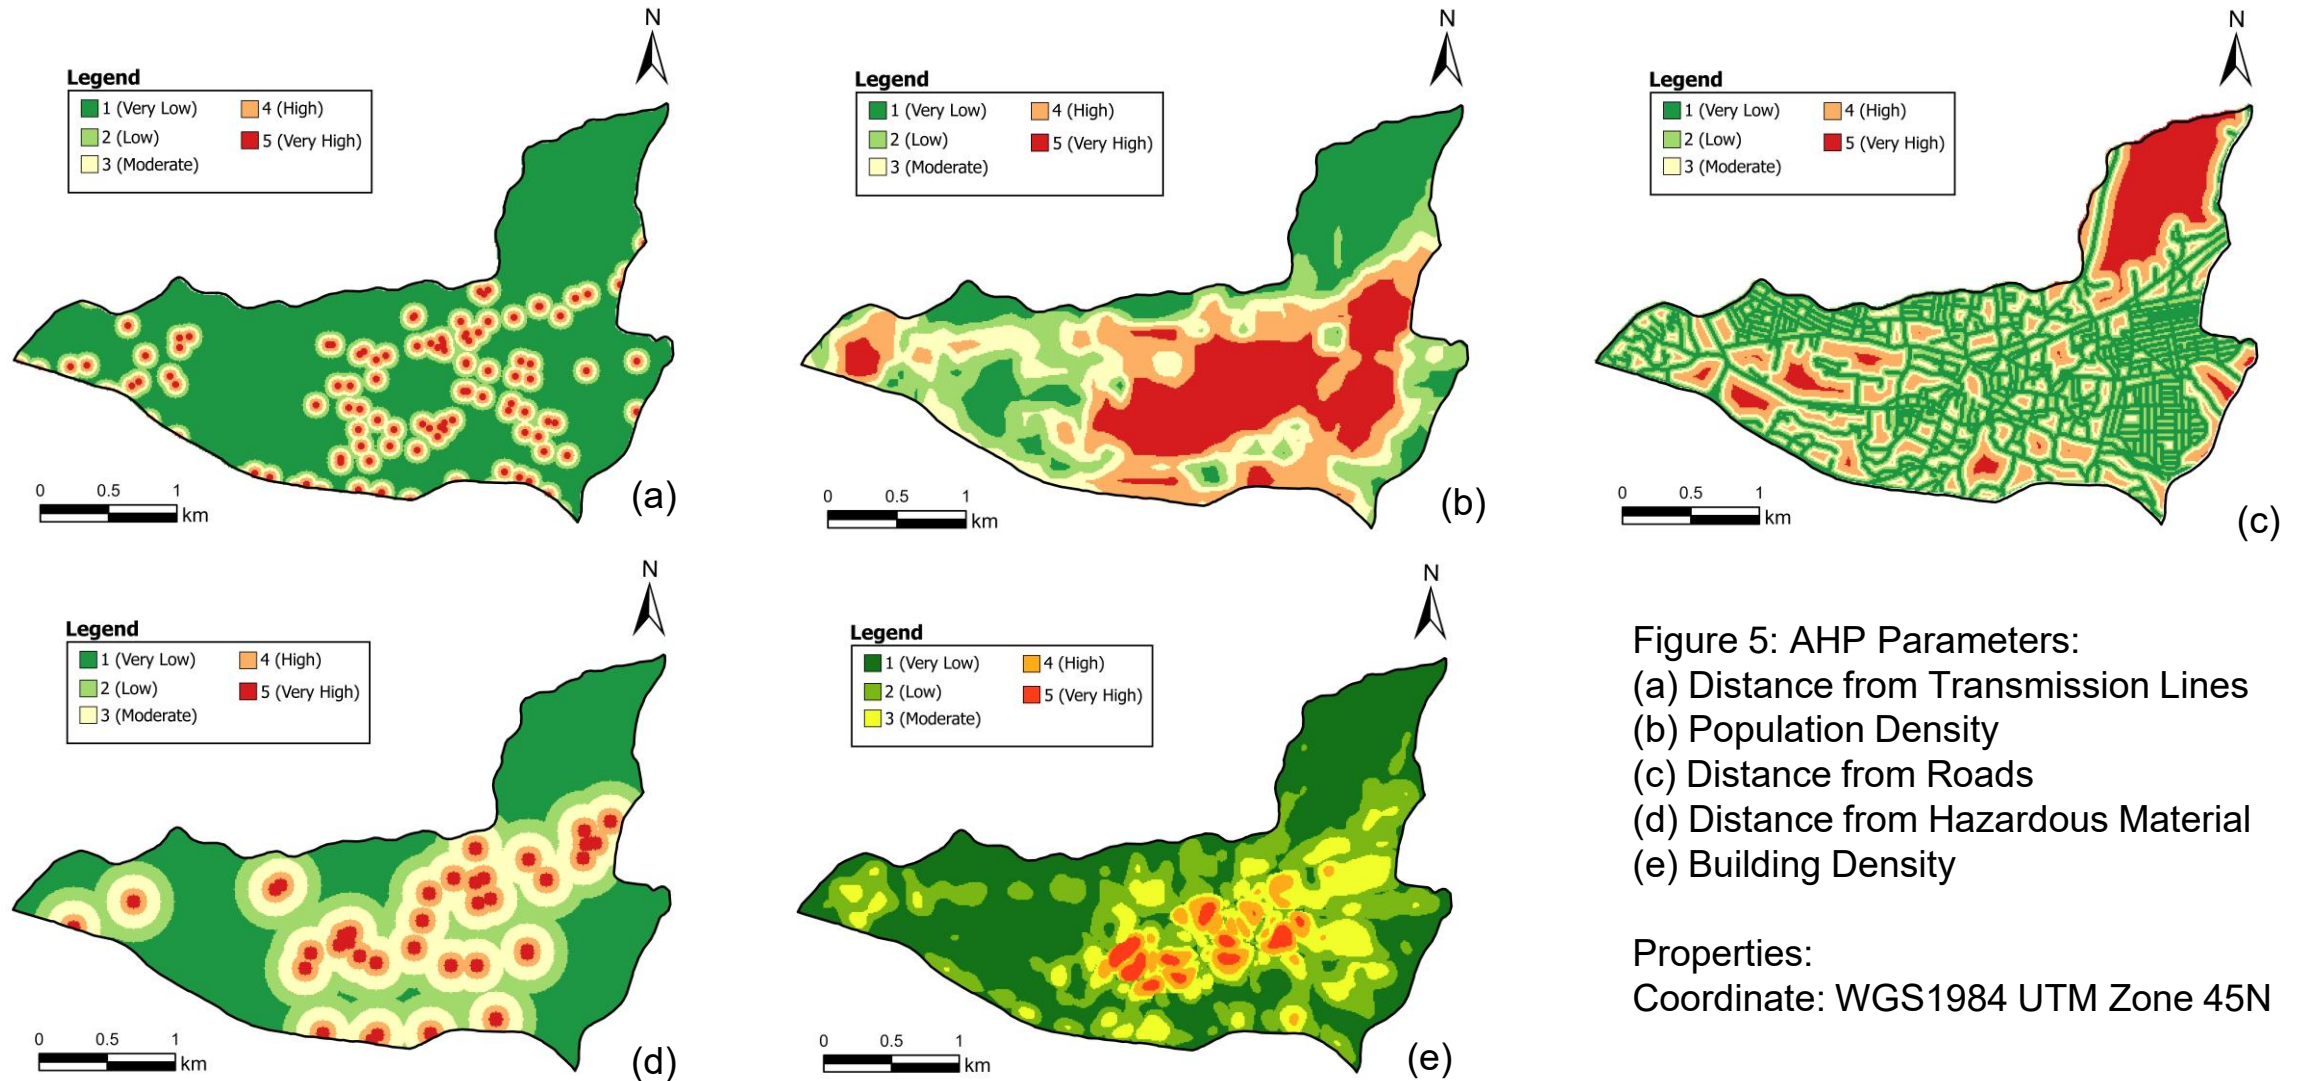 N
Legend
1 (Very Low)
4 (High)
2 (Low)
5 (Very High)
3 (Moderate)
0 0.5 1
km
(a)
N
Legend
1 (Very Low)
4 (High)
2 (Low)
5 (Very High)
3 (Moderate)
0 0.5 1
km
(b)
N
Legend
1 (Very Low)
4 (High)
2 (Low)
5 (Very High)
3 (Moderate)
0 0.5 1
km
(c)
N
Legend
1 (Very Low)
4 (High)
2 (Low)
5 (Very High)
3 (Moderate)
0 0.5 1
km
(d)
N
Legend
1 (Very Low)
4 (High)
2 (Low)
5 (Very High)
3 (Moderate)
0 0.5 1
km
(e)
Figure 5: AHP Parameters:
(a) Distance from Transmission Lines
(b) Population Density
(c) Distance from Roads
(d) Distance from Hazardous Material
(e) Building Density
Properties:
Coordinate: WGS1984 UTM Zone 45N